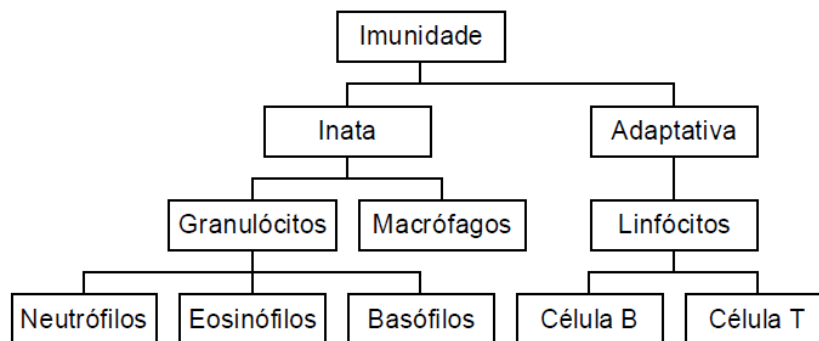 Imunidade
Inata
Adaptativa
Granulócitos
Macrófagos
Linfócitos
Neutrófilos
Eosinófilos
Basófilos
Célula B
Célula T